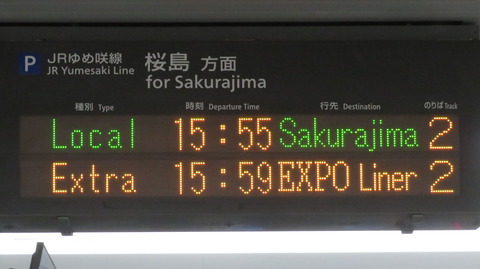 P JRゆめ咲線 桜島 方面
JR Yumesaki Line for Sakurajima
種別 Type 時刻 Departure Time 行先 Destination のりば Track
Local 15:55 Sakurajima 2
Extra 15:59 EXPO Liner 2